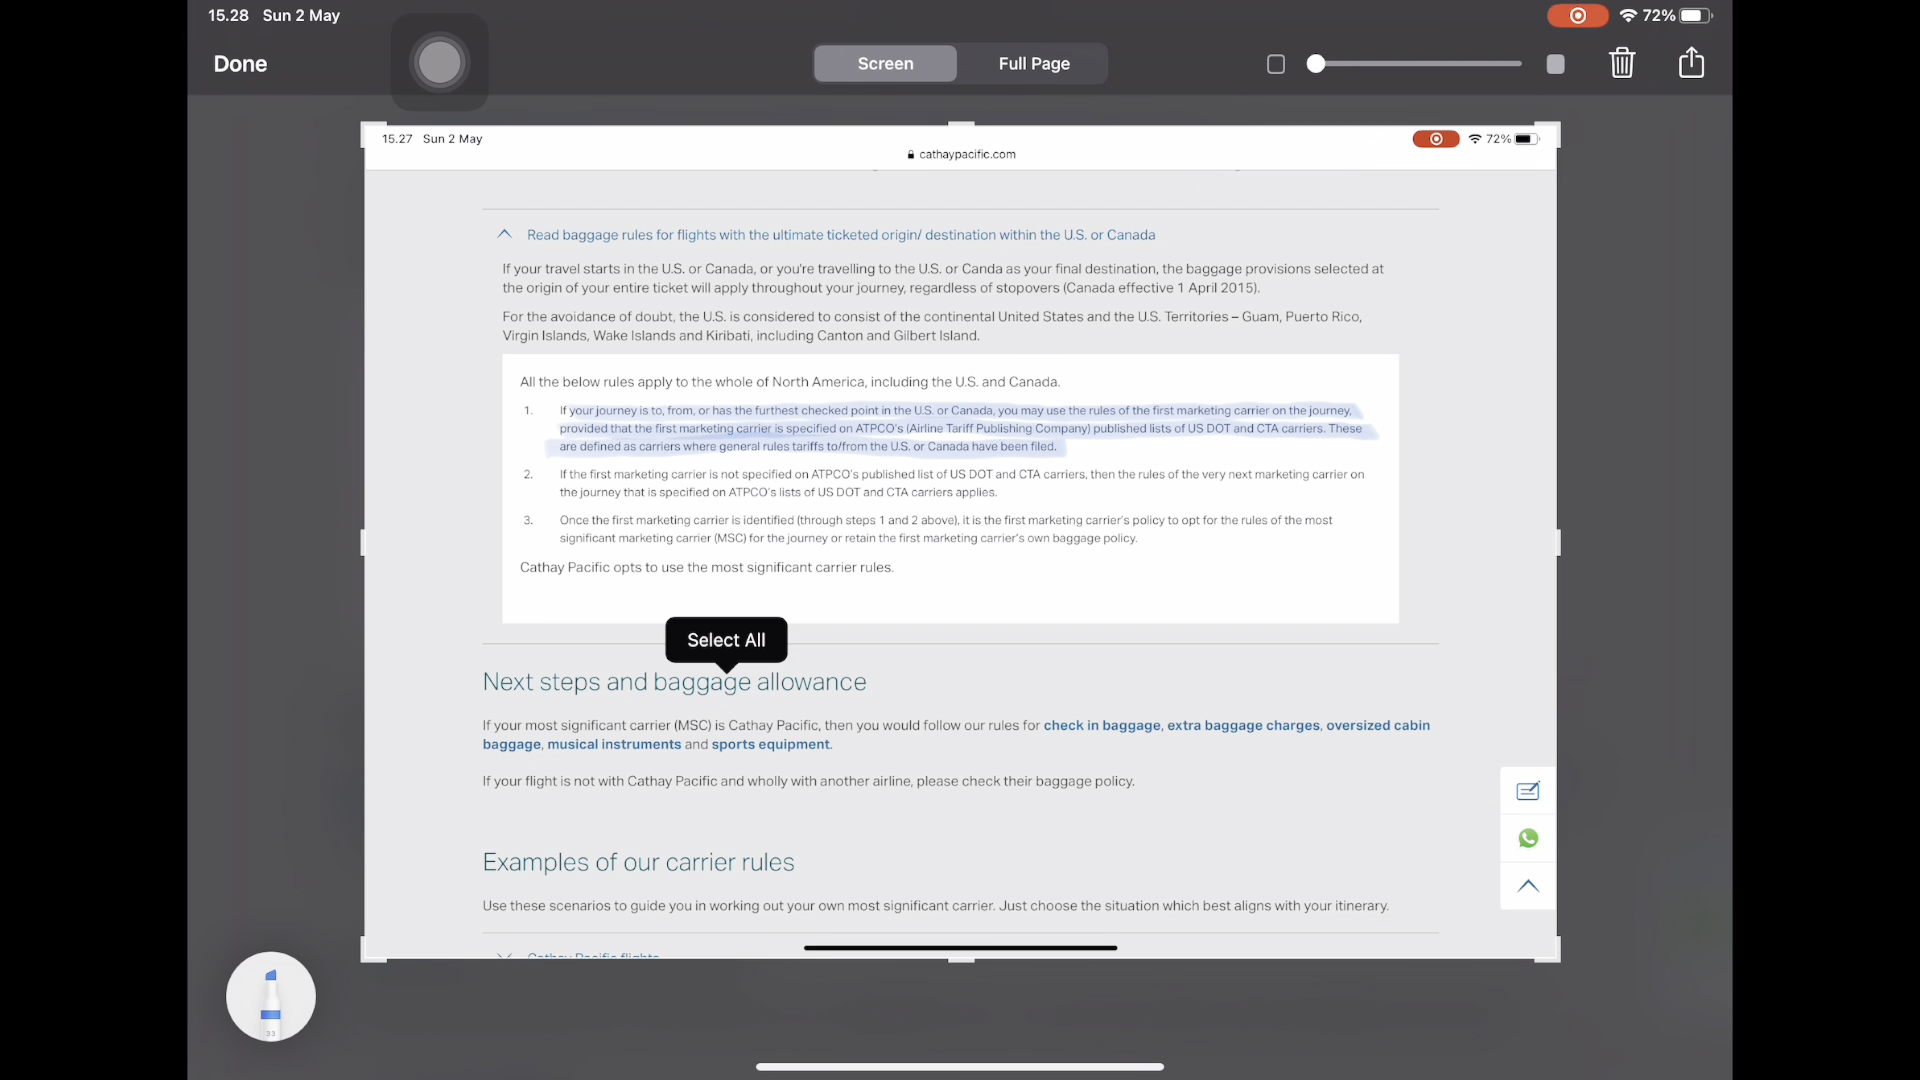 15.28 Sun 2 May
72%
Done
Screen
Full Page
15.27 Sun 2 May
72%
cathaypacific.com
Read baggage rules for flights with the ultimate ticketed origin/ destination within the U.S. or Canada
If your travel starts in the U.S. or Canada, or you're travelling to the U.S. or Canda as your final destination, the baggage provisions selected at
the origin of your entire ticket will apply throughout your journey, regardless of stopovers (Canada effective 1 April 2015).
For the avoidance of doubt, the U.S. is considered to consist of the continental United States and the U.S. Territories – Guam, Puerto Rico,
Virgin Islands, Wake Islands and Kiribati, including Canton and Gilbert Island.
All the below rules apply to the whole of North America, including the U.S. and Canada.
1. If your journey is to, from, or has the furthest checked point in the U.S. or Canada, you may use the rules of the first marketing carrier on the journey,
provided that the first marketing carrier is specified on ATPCO's (Airline Tariff Publishing Company) published lists of US DOT and CTA carriers. These
are defined as carriers where general rules tariffs to/from the U.S. or Canada have been filed.
2. If the first marketing carrier is not specified on ATPCO's published list of US DOT and CTA carriers, then the rules of the very next marketing carrier on
the journey that is specified on ATPCO's lists of US DOT and CTA carriers applies.
3. Once the first marketing carrier is identified (through steps 1 and 2 above), it is the first marketing carrier's policy to opt for the rules of the most
significant marketing carrier (MSC) for the journey or retain the first marketing carrier's own baggage policy.
Cathay Pacific opts to use the most significant carrier rules.
Select All
Next steps and baggage allowance
If your most significant carrier (MSC) is Cathay Pacific, then you would follow our rules for check in baggage, extra baggage charges, oversized cabin
baggage, musical instruments and sports equipment.
If your flight is not with Cathay Pacific and wholly with another airline, please check their baggage policy.
Examples of our carrier rules
Use these scenarios to guide you in working out your own most significant carrier. Just choose the situation which best aligns with your itinerary.
Cathay Pacific flights
33